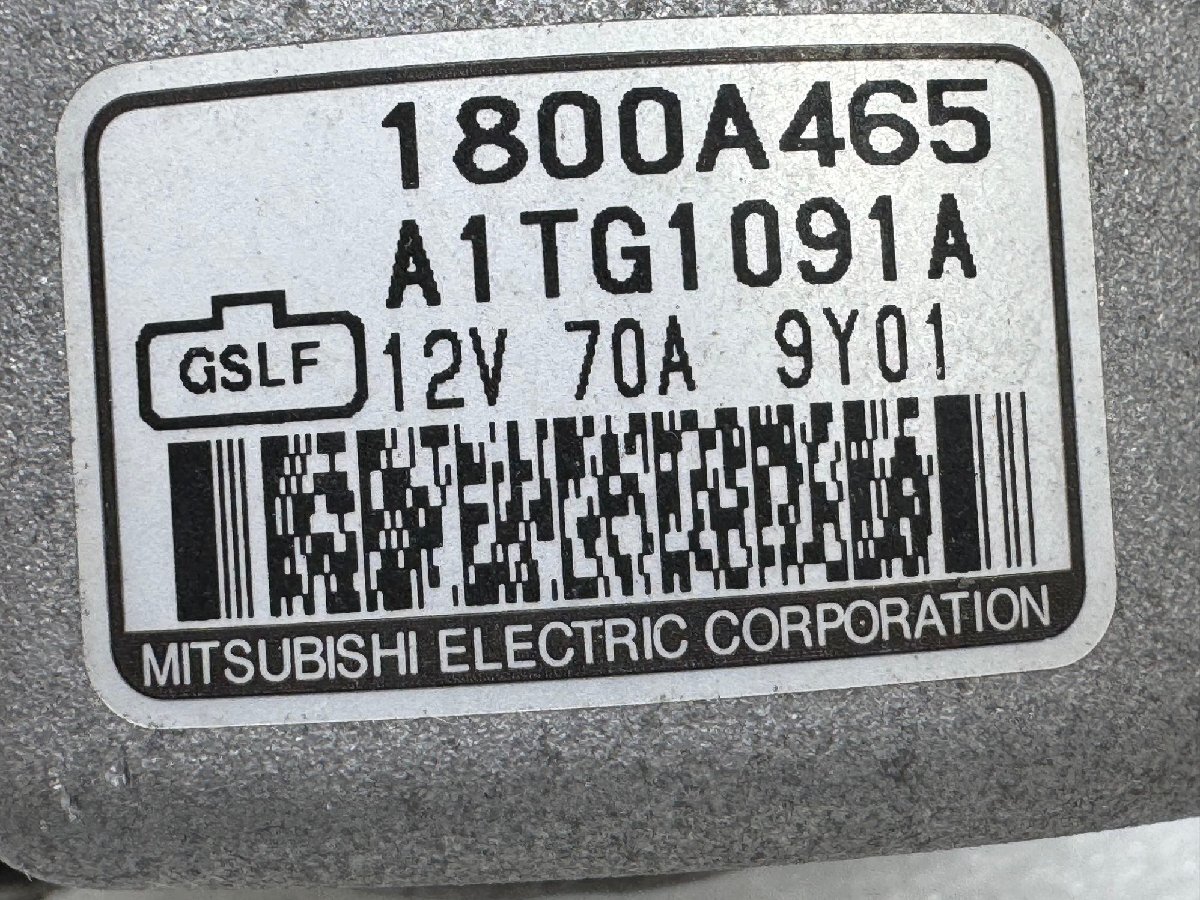 1800A465
A1TG1091A
GSLF 12V 70A 9Y01
MITSUBISHI ELECTRIC CORPORATION